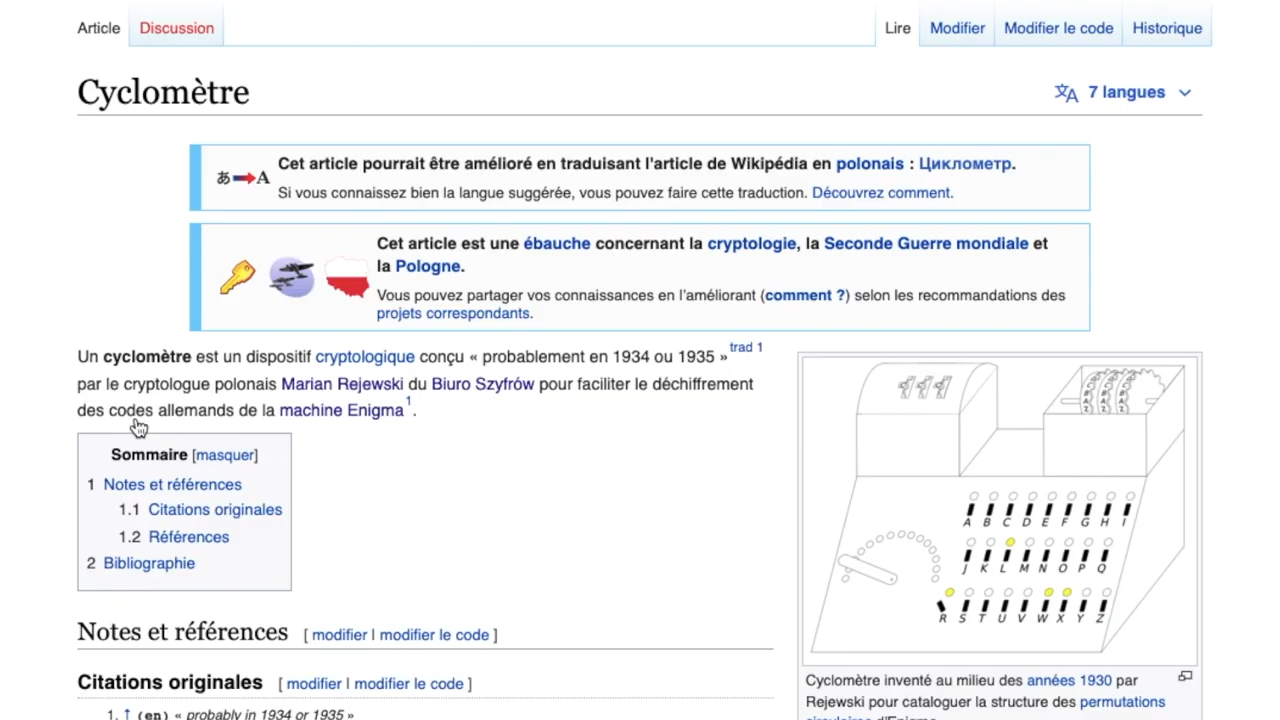 Article Discussion Lire Modifier Modifier le code Historique
Cyclomètre
7 langues
あ A Cet article pourrait être amélioré en traduisant l'article de Wikipédia en polonais : Циклометр.
Si vous connaissez bien la langue suggérée, vous pouvez faire cette traduction. Découvrez comment.
Cet article est une ébauche concernant la cryptologie, la Seconde Guerre mondiale et
la Pologne.
Vous pouvez partager vos connaissances en l'améliorant (comment ?) selon les recommandations des
projets correspondants.
Un cyclomètre est un dispositif cryptologique conçu « probablement en 1934 ou 1935 » trad 1
par le cryptologue polonais Marian Rejewski du Biuro Szyfrów pour faciliter le déchiffrement
des codes allemands de la machine Enigma 1.
Sommaire [masquer]
1 Notes et références
1.1 Citations originales
1.2 Références
2 Bibliographie
Notes et références [ modifier | modifier le code ]
Citations originales [ modifier | modifier le code ]
1. ↑ (en) « probably in 1934 or 1935 »
A B C D E F G H I
J K L M N O P Q
R S T U V W X Y Z
Cyclomètre inventé au milieu des années 1930 par
Rejewski pour cataloguer la structure des permutations